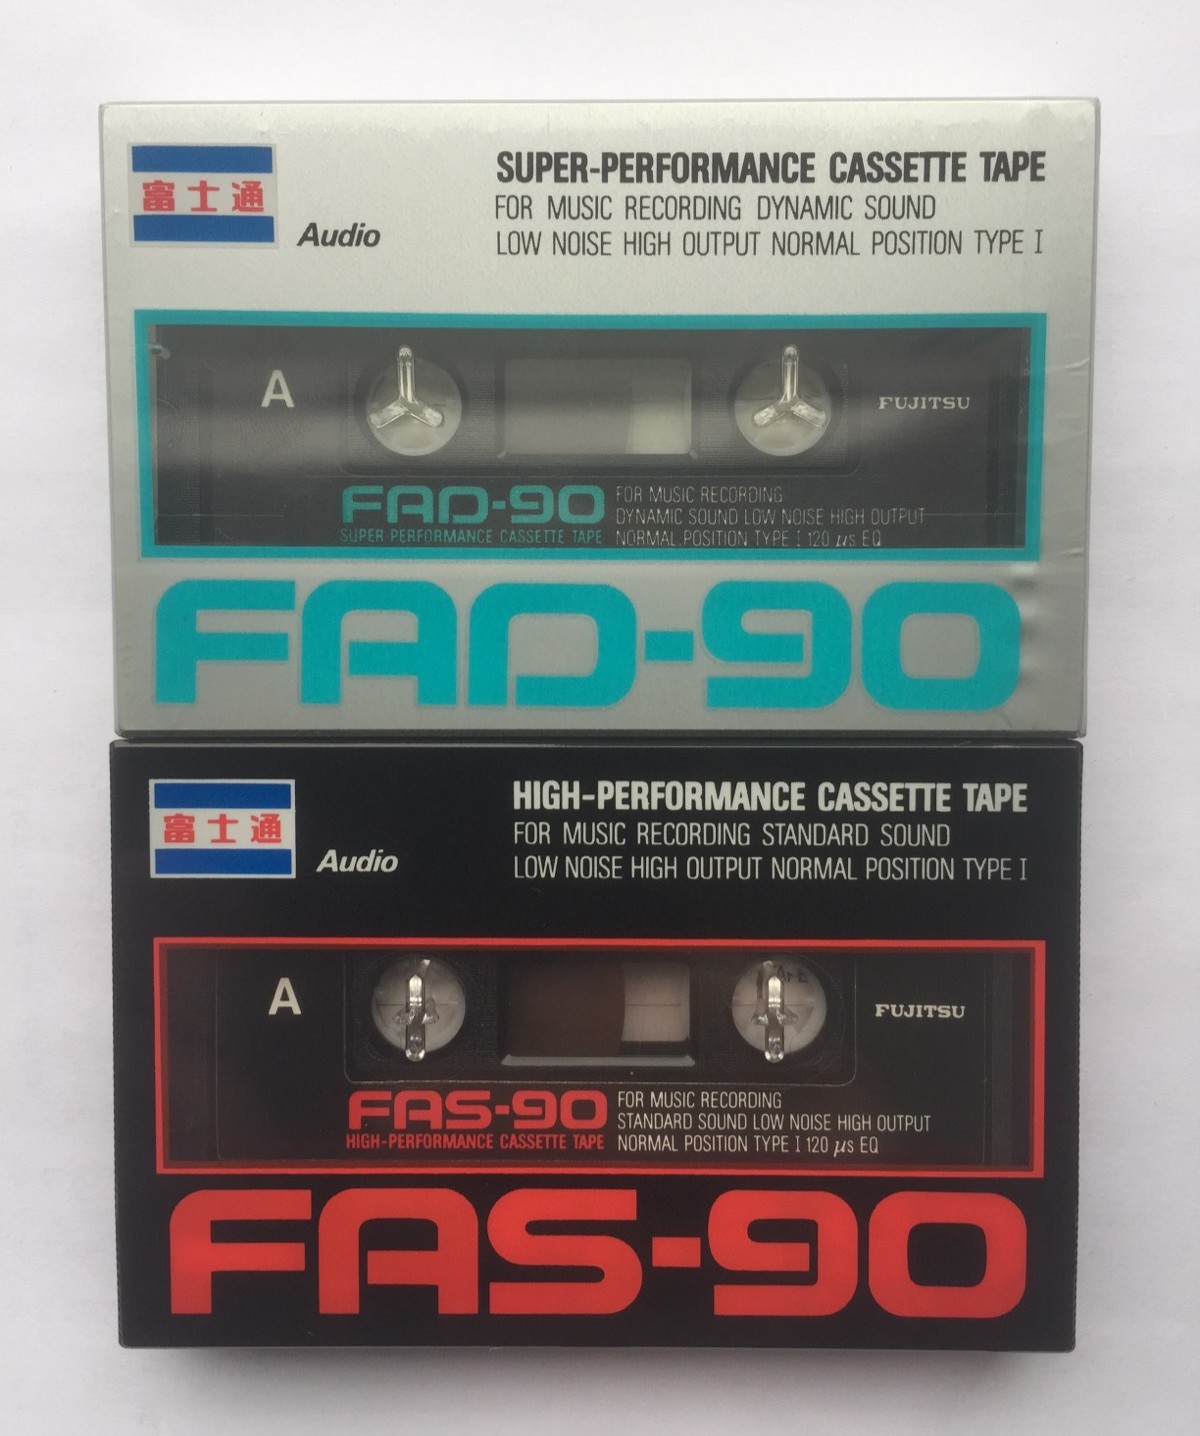 富士通
Audio
SUPER-PERFORMANCE CASSETTE TAPE
FOR MUSIC RECORDING DYNAMIC SOUND
LOW NOISE HIGH OUTPUT NORMAL POSITION TYPE I
A
FUJITSU
FAD-90
SUPER-PERFORMANCE CASSETTE TAPE
FOR MUSIC RECORDING
DYNAMIC SOUND LOW NOISE HIGH OUTPUT
NORMAL POSITION TYPE I 120 μs EQ
FAD-90
富士通
Audio
HIGH-PERFORMANCE CASSETTE TAPE
FOR MUSIC RECORDING STANDARD SOUND
LOW NOISE HIGH OUTPUT NORMAL POSITION TYPE I
A
FUJITSU
FAS-90
HIGH-PERFORMANCE CASSETTE TAPE
FOR MUSIC RECORDING
STANDARD SOUND LOW NOISE HIGH OUTPUT
NORMAL POSITION TYPE I 120 μs EQ
FAS-90